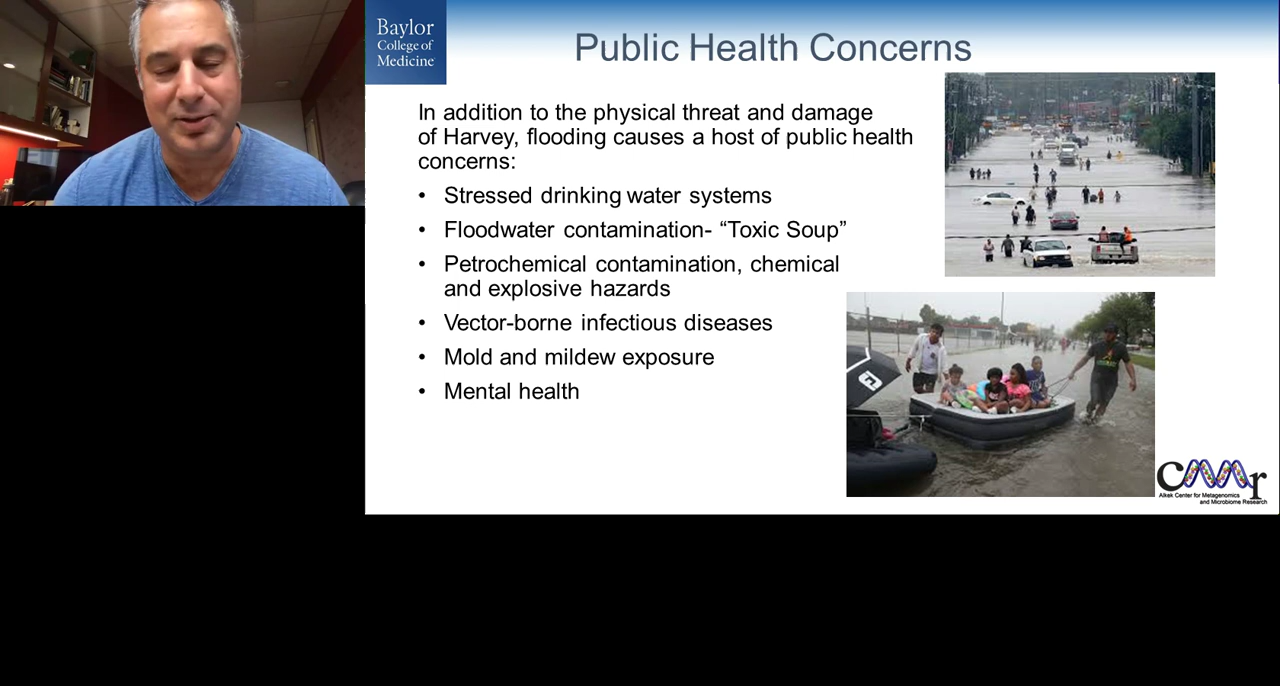 Baylor
College of
Medicine
Public Health Concerns
In addition to the physical threat and damage
of Harvey, flooding causes a host of public health
concerns:
• Stressed drinking water systems
• Floodwater contamination- “Toxic Soup”
• Petrochemical contamination, chemical
and explosive hazards
• Vector-borne infectious diseases
• Mold and mildew exposure
• Mental health
CMMr
Alkek Center for Metagenomics
and Microbiome Research